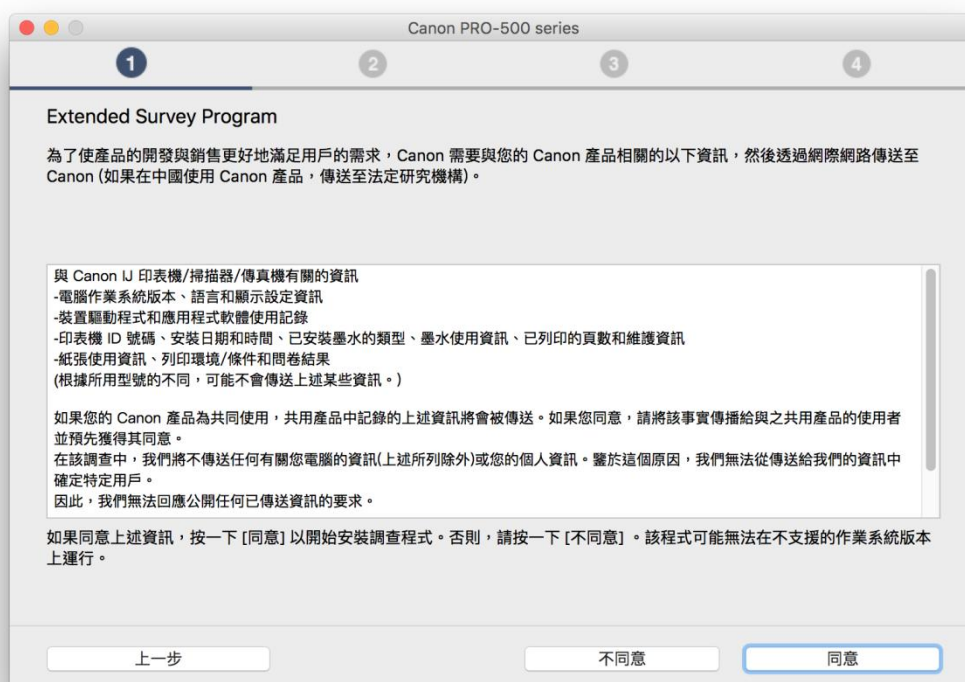 Canon PRO-500 series
1 2 3 4
Extended Survey Program
為了使產品的開發與銷售更好地滿足用戶的需求，Canon 需要與您的 Canon 產品相關的以下資訊，然後透過網際網路傳送至
Canon (如果在中國使用 Canon 產品，傳送至法定研究機構)。
與 Canon IJ 印表機/掃描器/傳真機有關的資訊
-電腦作業系統版本、語言和顯示設定資訊
-裝置驅動程式和應用程式軟體使用記錄
-印表機 ID 號碼、安裝日期和時間、已安裝墨水的類型、墨水使用資訊、已列印的頁數和維護資訊
-紙張使用資訊、列印環境/條件和問卷結果
(根據所用型號的不同，可能不會傳送上述某些資訊。)
如果您的 Canon 產品為共同使用，共用產品中記錄的上述資訊將會被傳送。如果您同意，請將該事實傳播給與之共用產品的使用者
並預先獲得其同意。
在該調查中，我們將不傳送任何有關您電腦的資訊(上述所列除外)或您的個人資訊。鑒於這個原因，我們無法從傳送給我們的資訊中
確定特定用戶。
因此，我們無法回應公開任何已傳送資訊的要求。
如果同意上述資訊，按一下 [同意] 以開始安裝調查程式。否則，請按一下 [不同意] 。該程式可能無法在不支援的作業系統版本
上運行。
上一步 不同意 同意